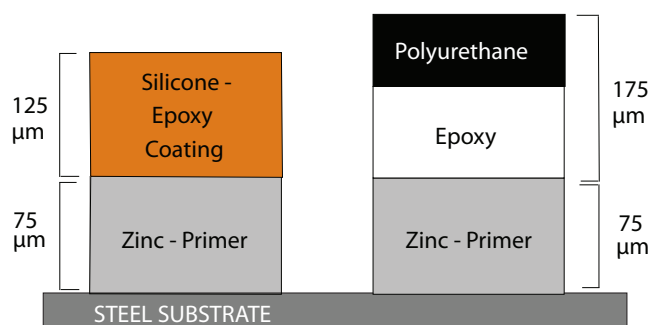 Polyurethane
125
μm
Silicone -
Epoxy
Coating
175
μm
Epoxy
75
μm
Zinc - Primer
Zinc - Primer
75
μm
STEEL SUBSTRATE